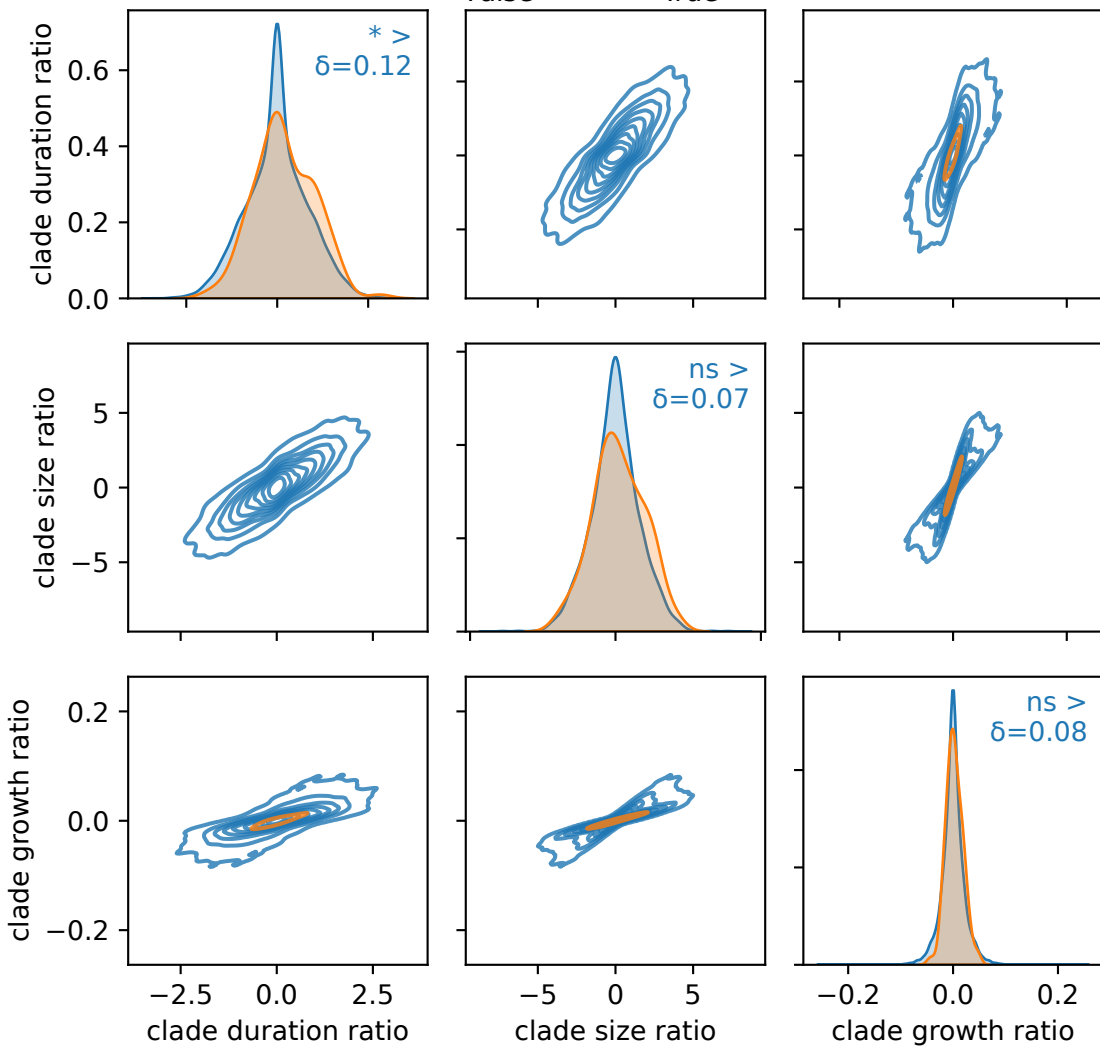 * >
δ=0.12
clade duration ratio
0.6
0.4
0.2
0.0
ns >
δ=0.07
clade size ratio
5
0
−5
ns >
δ=0.08
clade growth ratio
0.2
0.0
−0.2
−2.5 0.0 2.5
−5 0 5
−0.2 0.0 0.2
clade duration ratio
clade size ratio
clade growth ratio